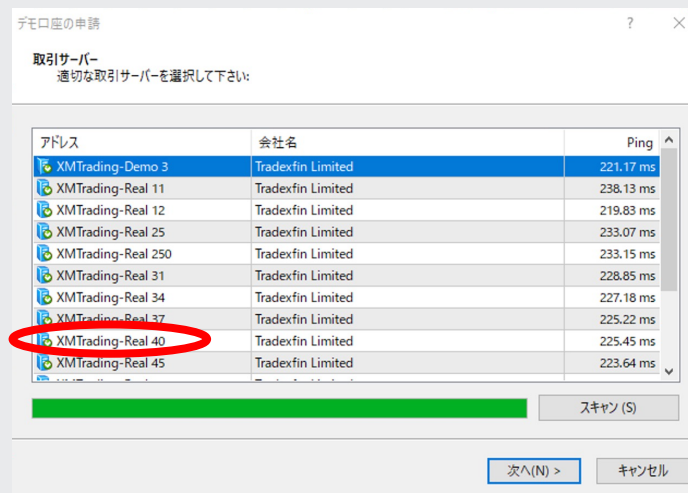 デモ口座の申請 ? ×
取引サーバー
適切な取引サーバーを選択して下さい:
アドレス 会社名 Ping
XMTrading-Demo 3 Tradexfin Limited 221.17 ms
XMTrading-Real 11 Tradexfin Limited 238.13 ms
XMTrading-Real 12 Tradexfin Limited 219.83 ms
XMTrading-Real 25 Tradexfin Limited 233.07 ms
XMTrading-Real 250 Tradexfin Limited 233.15 ms
XMTrading-Real 31 Tradexfin Limited 228.85 ms
XMTrading-Real 34 Tradexfin Limited 227.18 ms
XMTrading-Real 37 Tradexfin Limited 225.22 ms
XMTrading-Real 40 Tradexfin Limited 225.45 ms
XMTrading-Real 45 Tradexfin Limited 223.64 ms
スキャン (S)
次へ(N) > キャンセル